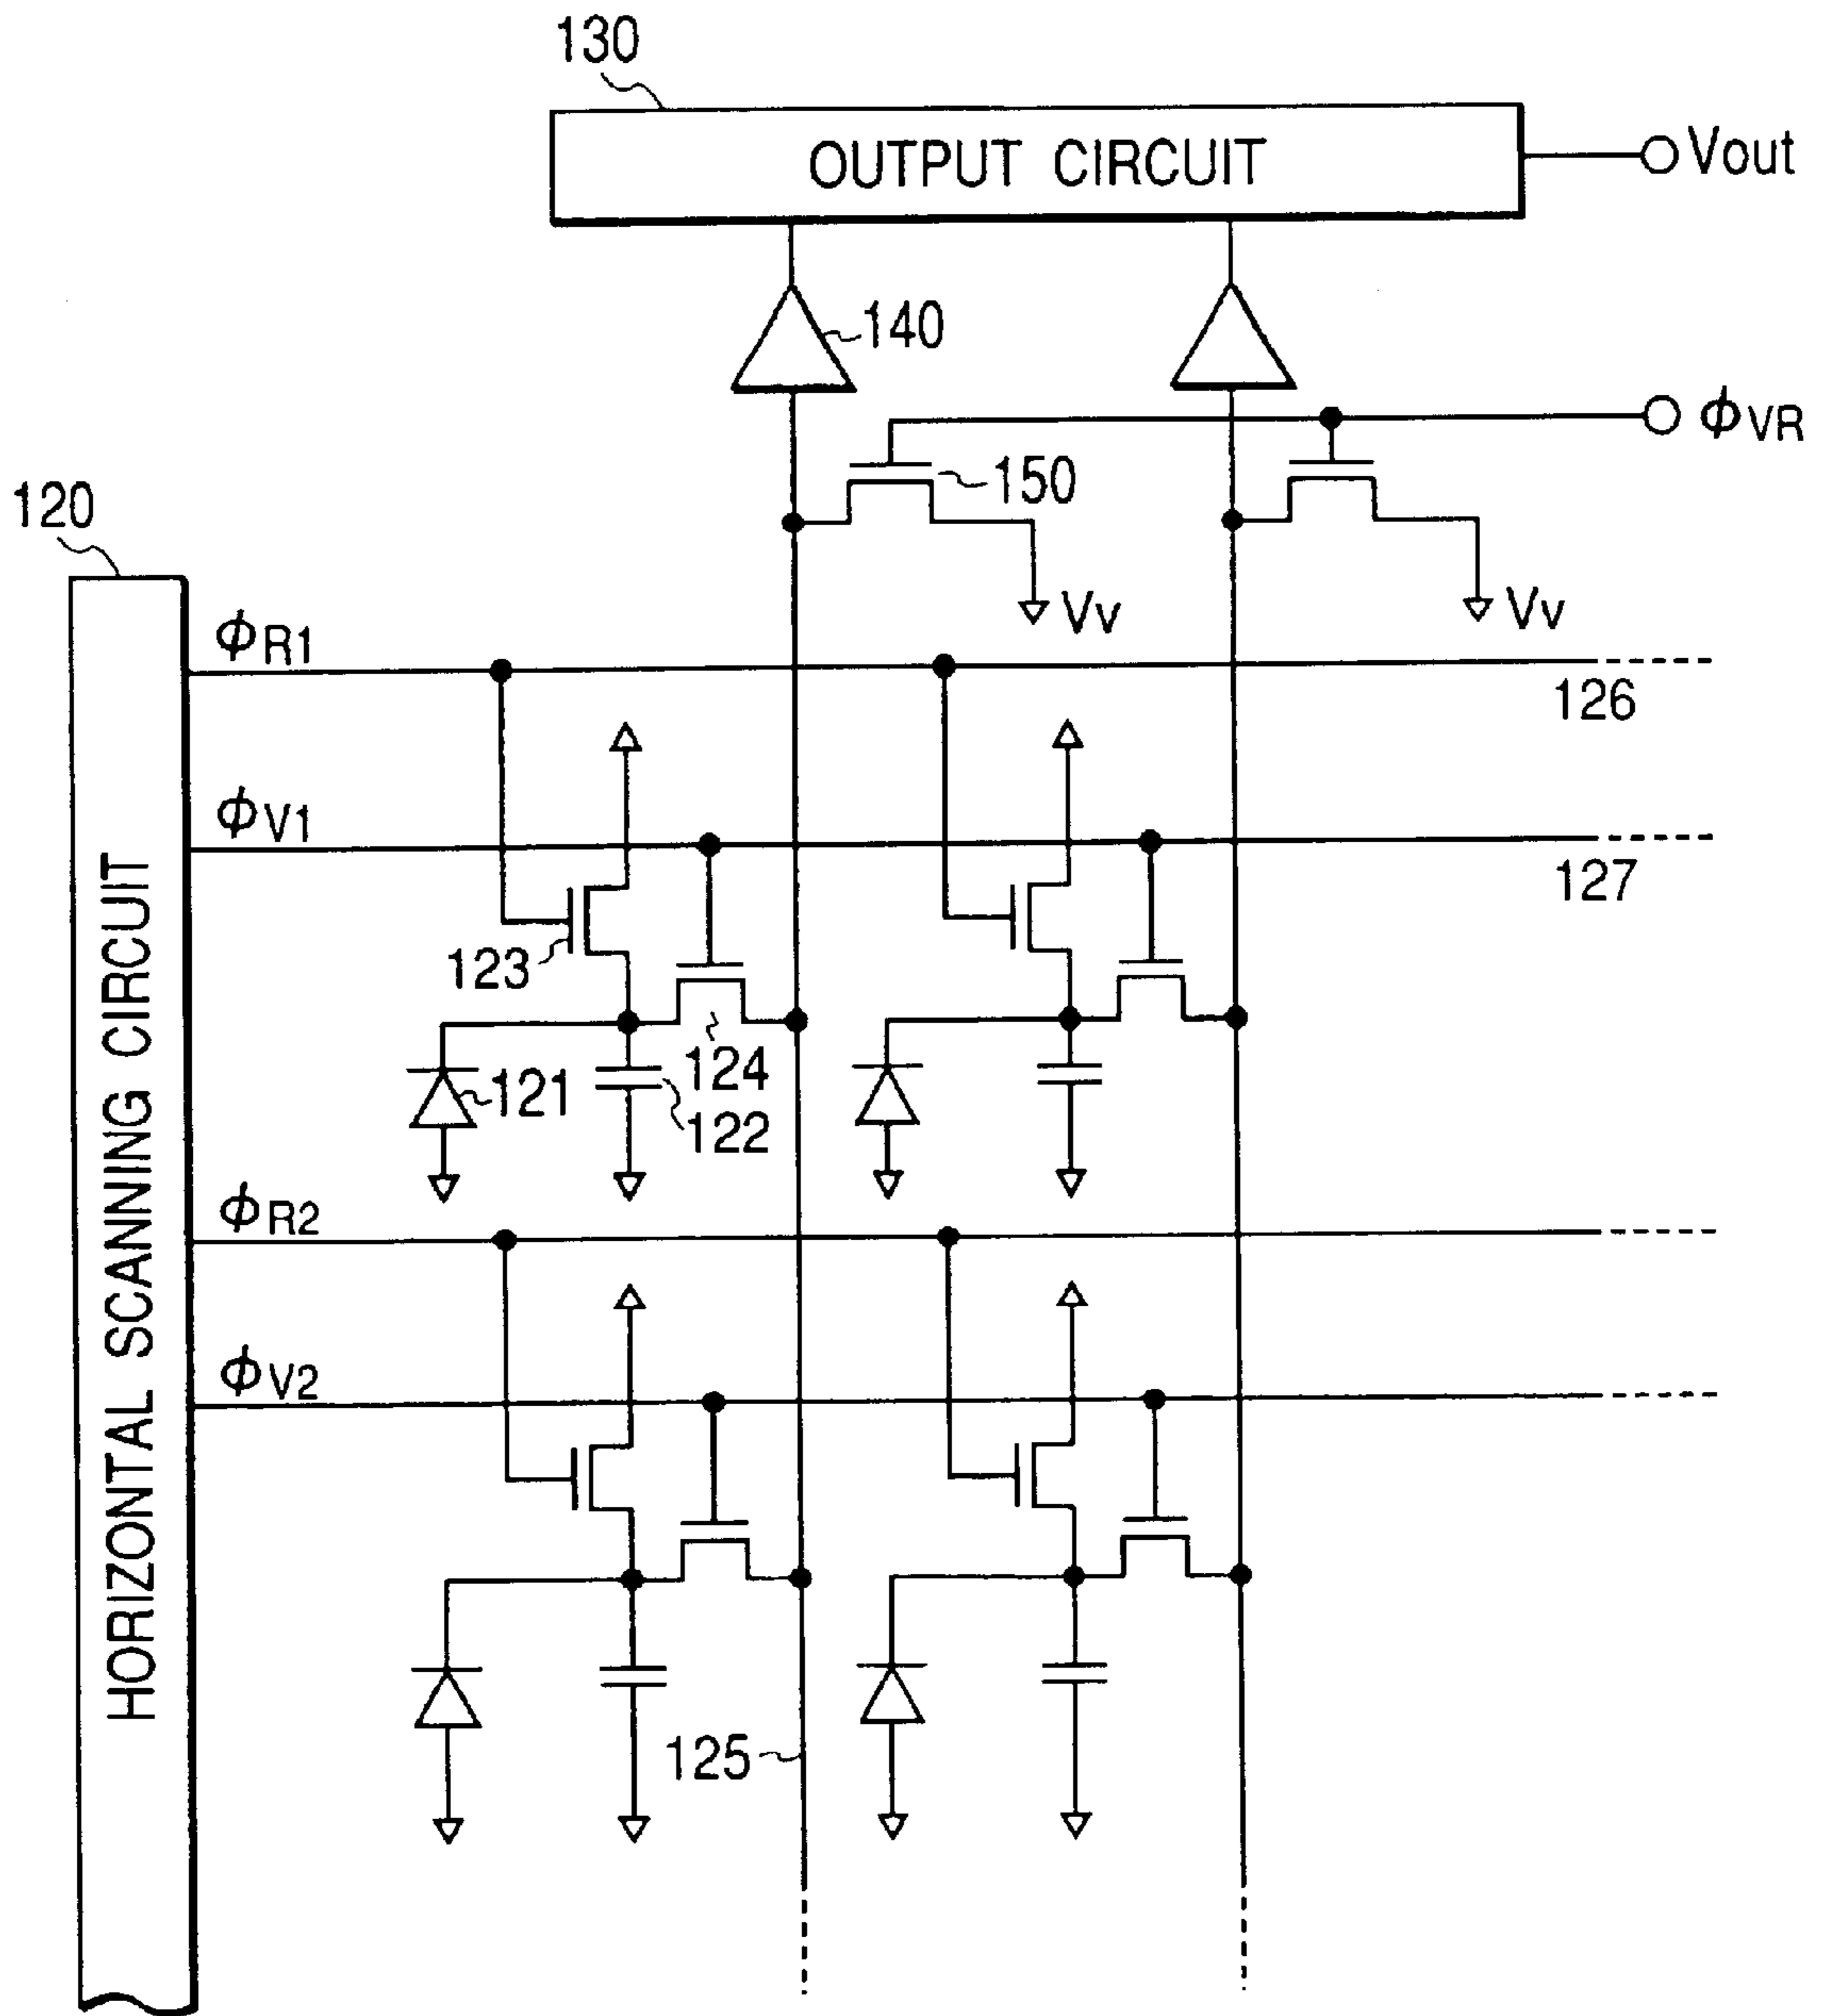 130
OUTPUT CIRCUIT
Vout
140
ϕVR
150
120
Vv
Vv
ϕR1
126
ϕV1
127
123
124
121
122
HORIZONTAL SCANNING CIRCUIT
ϕR2
ϕV2
125